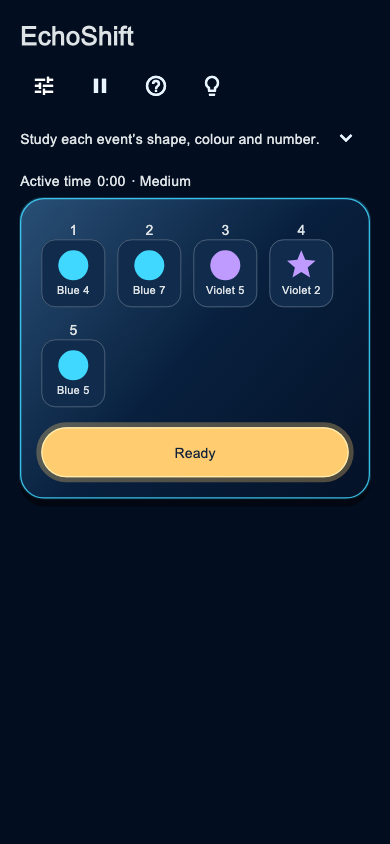 EchoShift
Study each event's shape, colour and number.
Active time 0:00 · Medium
1 2 3 4
Blue 4 Blue 7 Violet 5 Violet 2
5
Blue 5
Ready